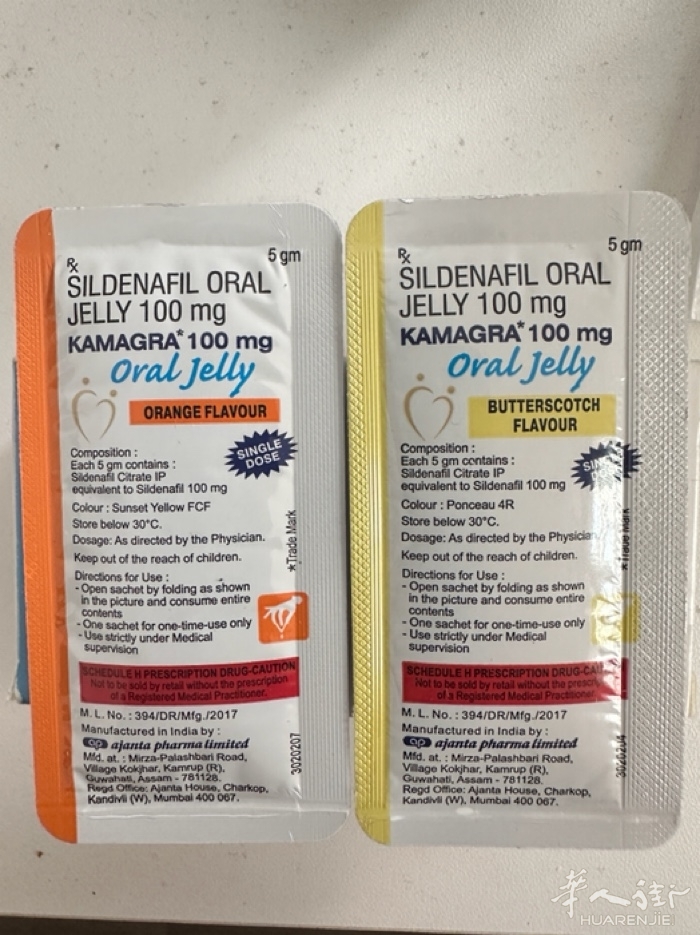 5 gm
Rx
SILDENAFIL ORAL
JELLY 100 mg
KAMAGRA* 100 mg
Oral Jelly
ORANGE FLAVOUR
SINGLE
DOSE
Composition :
Each 5 gm contains :
Sildenafil Citrate IP
equivalent to Sildenafil 100 mg
Colour : Sunset Yellow FCF
Store below 30°C.
Dosage: As directed by the Physician.
Keep out of the reach of children.
Directions for Use :
- Open sachet by folding as shown
in the picture and consume entire
contents
- One sachet for one-time-use only
- Use strictly under Medical
supervision
*Trade Mark
SCHEDULE H PRESCRIPTION DRUG-CAUTION
Not to be sold by retail without the prescription
of a Registered Medical Practitioner.
M. L. No. : 394/DR/Mfg./2017
Manufactured in India by :
ap ajanta pharma limited
Mfd. at. : Mirza-Palashbari Road,
Village Kokjhar, Kamrup (R),
Guwahati, Assam - 781128.
Regd Office: Ajanta House, Charkop,
Kandivli (W), Mumbai 400 067.
3020207
5 gm
Rx
SILDENAFIL ORAL
JELLY 100 mg
KAMAGRA* 100 mg
Oral Jelly
BUTTERSCOTCH
FLAVOUR
Composition :
Each 5 gm contains :
Sildenafil Citrate IP
equivalent to Sildenafil 100 mg
Colour : Ponceau 4R
Store below 30°C.
Dosage: As directed by the Physician
Keep out of the reach of children.
Directions for Use :
- Open sachet by folding as shown
in the picture and consume entire
contents
- One sachet for one-time-use only
- Use strictly under Medical
supervision
*Trade Mark
SCHEDULE H PRESCRIPTION DRUG-CAU
Not to be sold by retail without the prescrip
of a Registered Medical Practitioner.
M. L. No. : 394/DR/Mfg./2017
Manufactured in India by :
ap ajanta pharma limited
Mfd. at. : Mirza-Palashbari Road,
Village Kokjhar, Kamrup (R),
Guwahati, Assam - 781128.
Regd Office: Ajanta House, Charkop,
Kandivli (W), Mumbai 400 067.
3020204
华人街
HUARENJIE